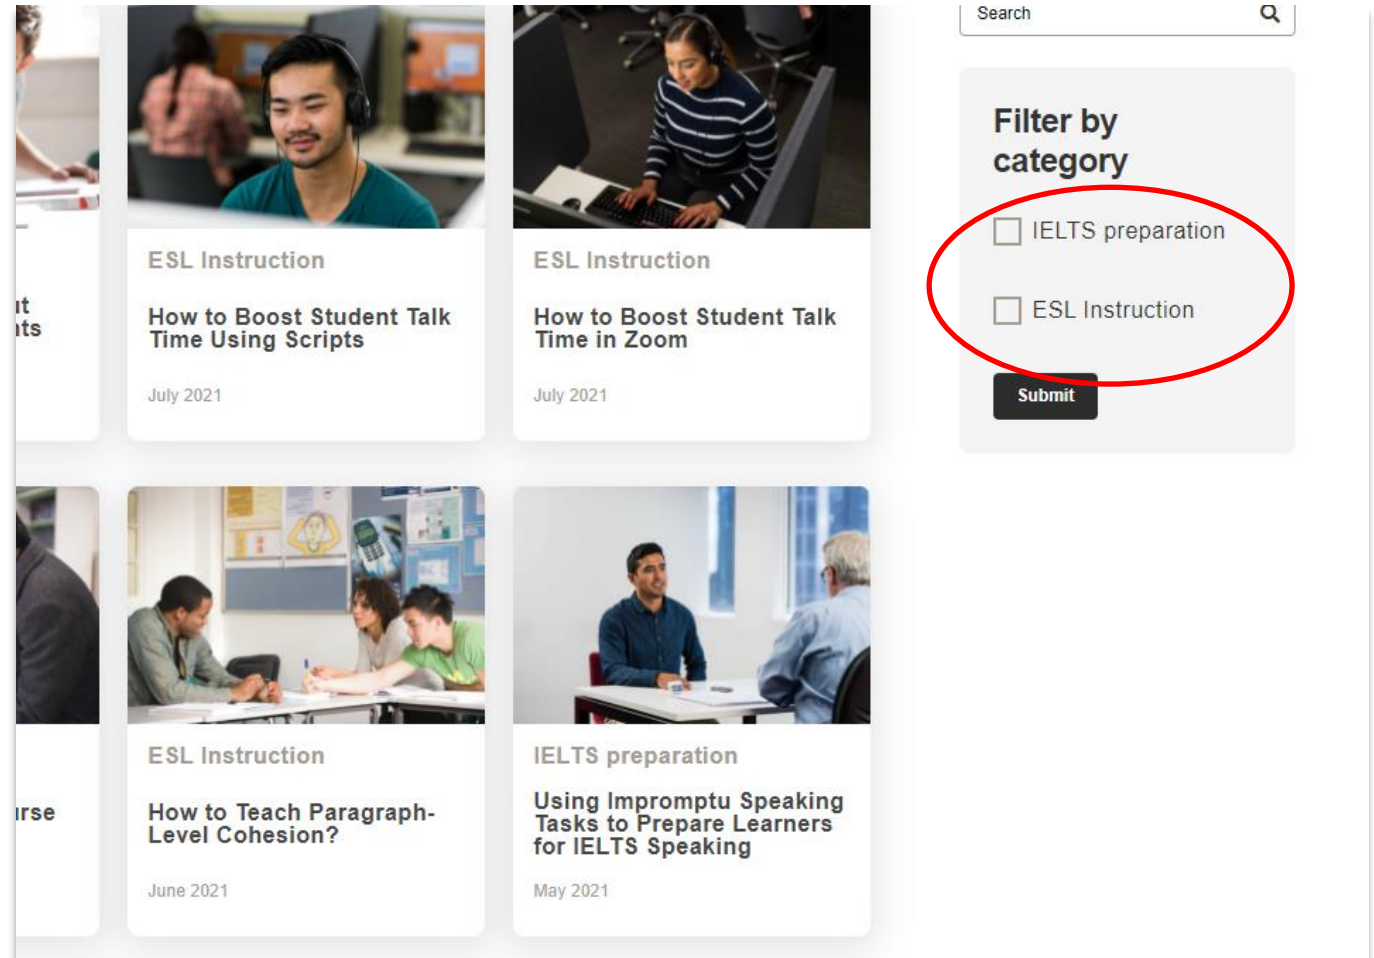 Search
Filter by
category
IELTS preparation
ESL Instruction
Submit
ESL Instruction
How to Boost Student Talk
Time Using Scripts
July 2021
ESL Instruction
How to Boost Student Talk
Time in Zoom
July 2021
ESL Instruction
How to Teach Paragraph-
Level Cohesion?
June 2021
IELTS preparation
Using Impromptu Speaking
Tasks to Prepare Learners
for IELTS Speaking
May 2021